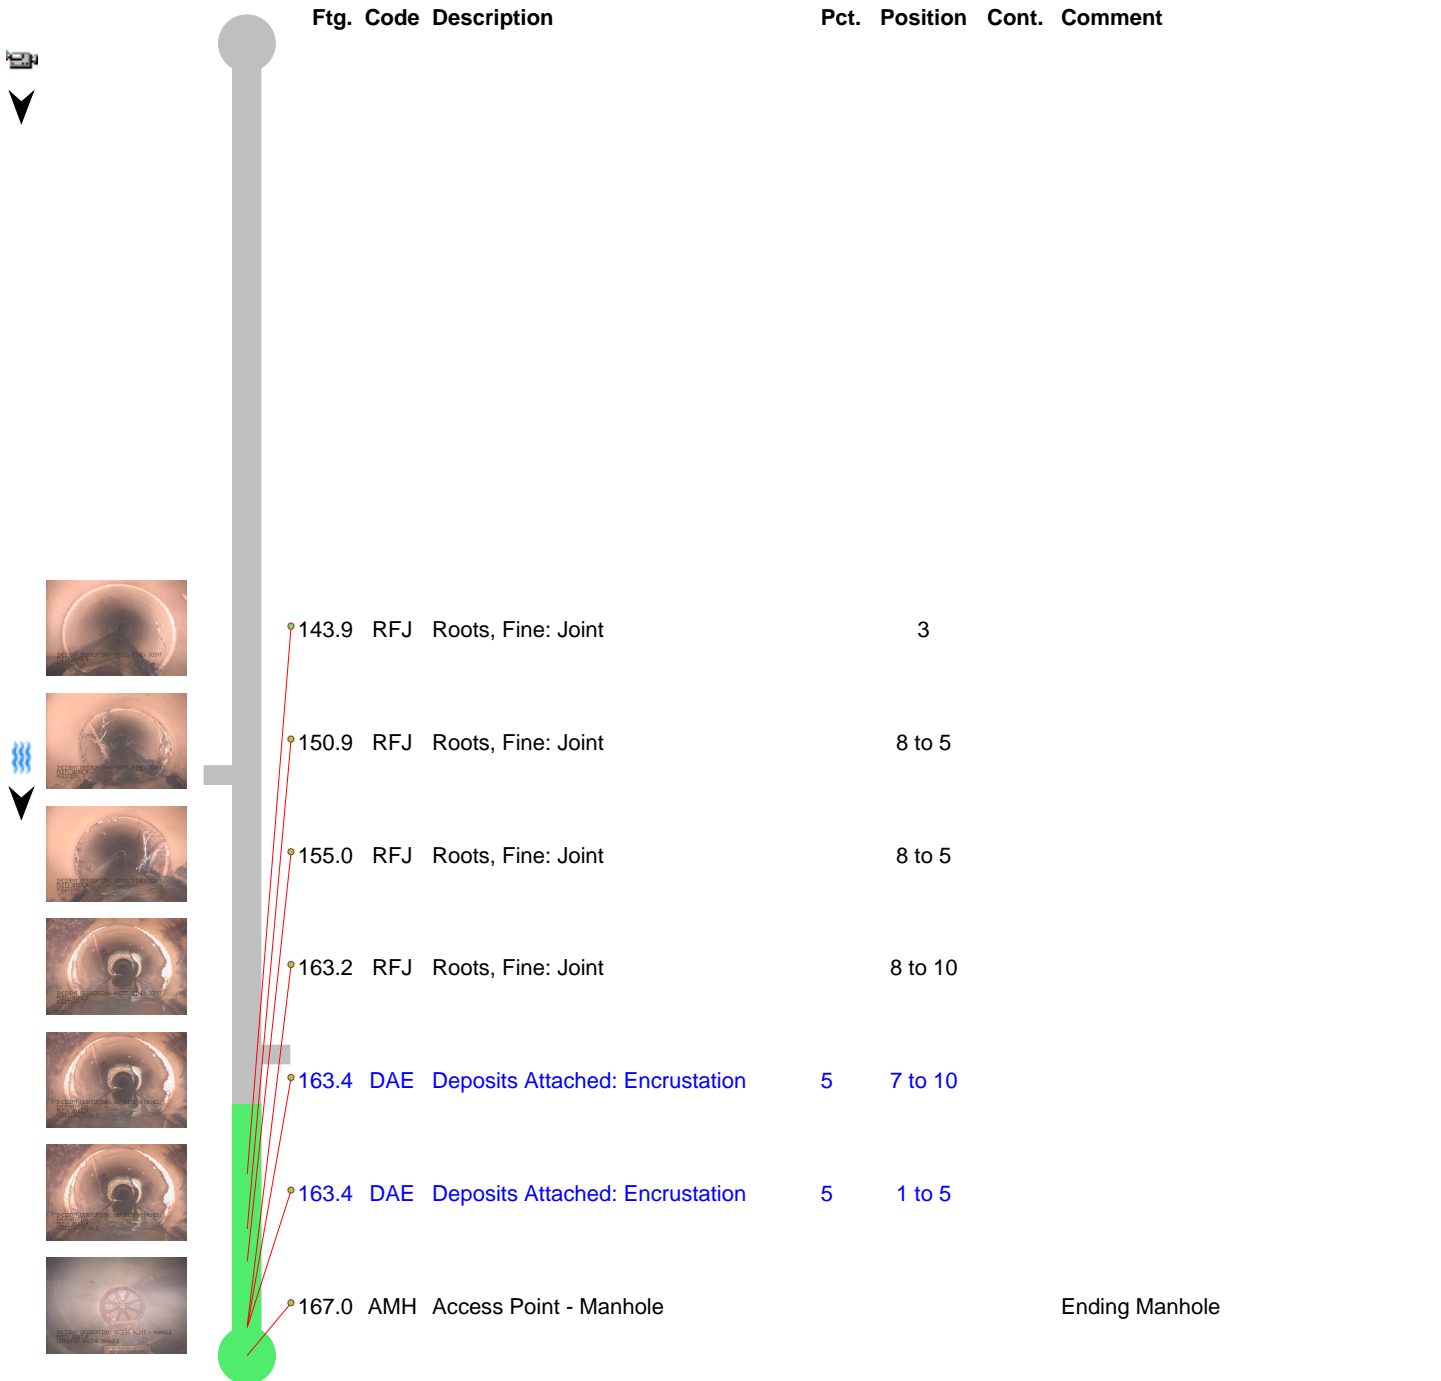 Ftg. Code Description Pct. Position Cont. Comment
143.9 RFJ Roots, Fine: Joint 3
150.9 RFJ Roots, Fine: Joint 8 to 5
155.0 RFJ Roots, Fine: Joint 8 to 5
163.2 RFJ Roots, Fine: Joint 8 to 10
163.4 DAE Deposits Attached: Encrustation 5 7 to 10
163.4 DAE Deposits Attached: Encrustation 5 1 to 5
167.0 AMH Access Point - Manhole Ending Manhole